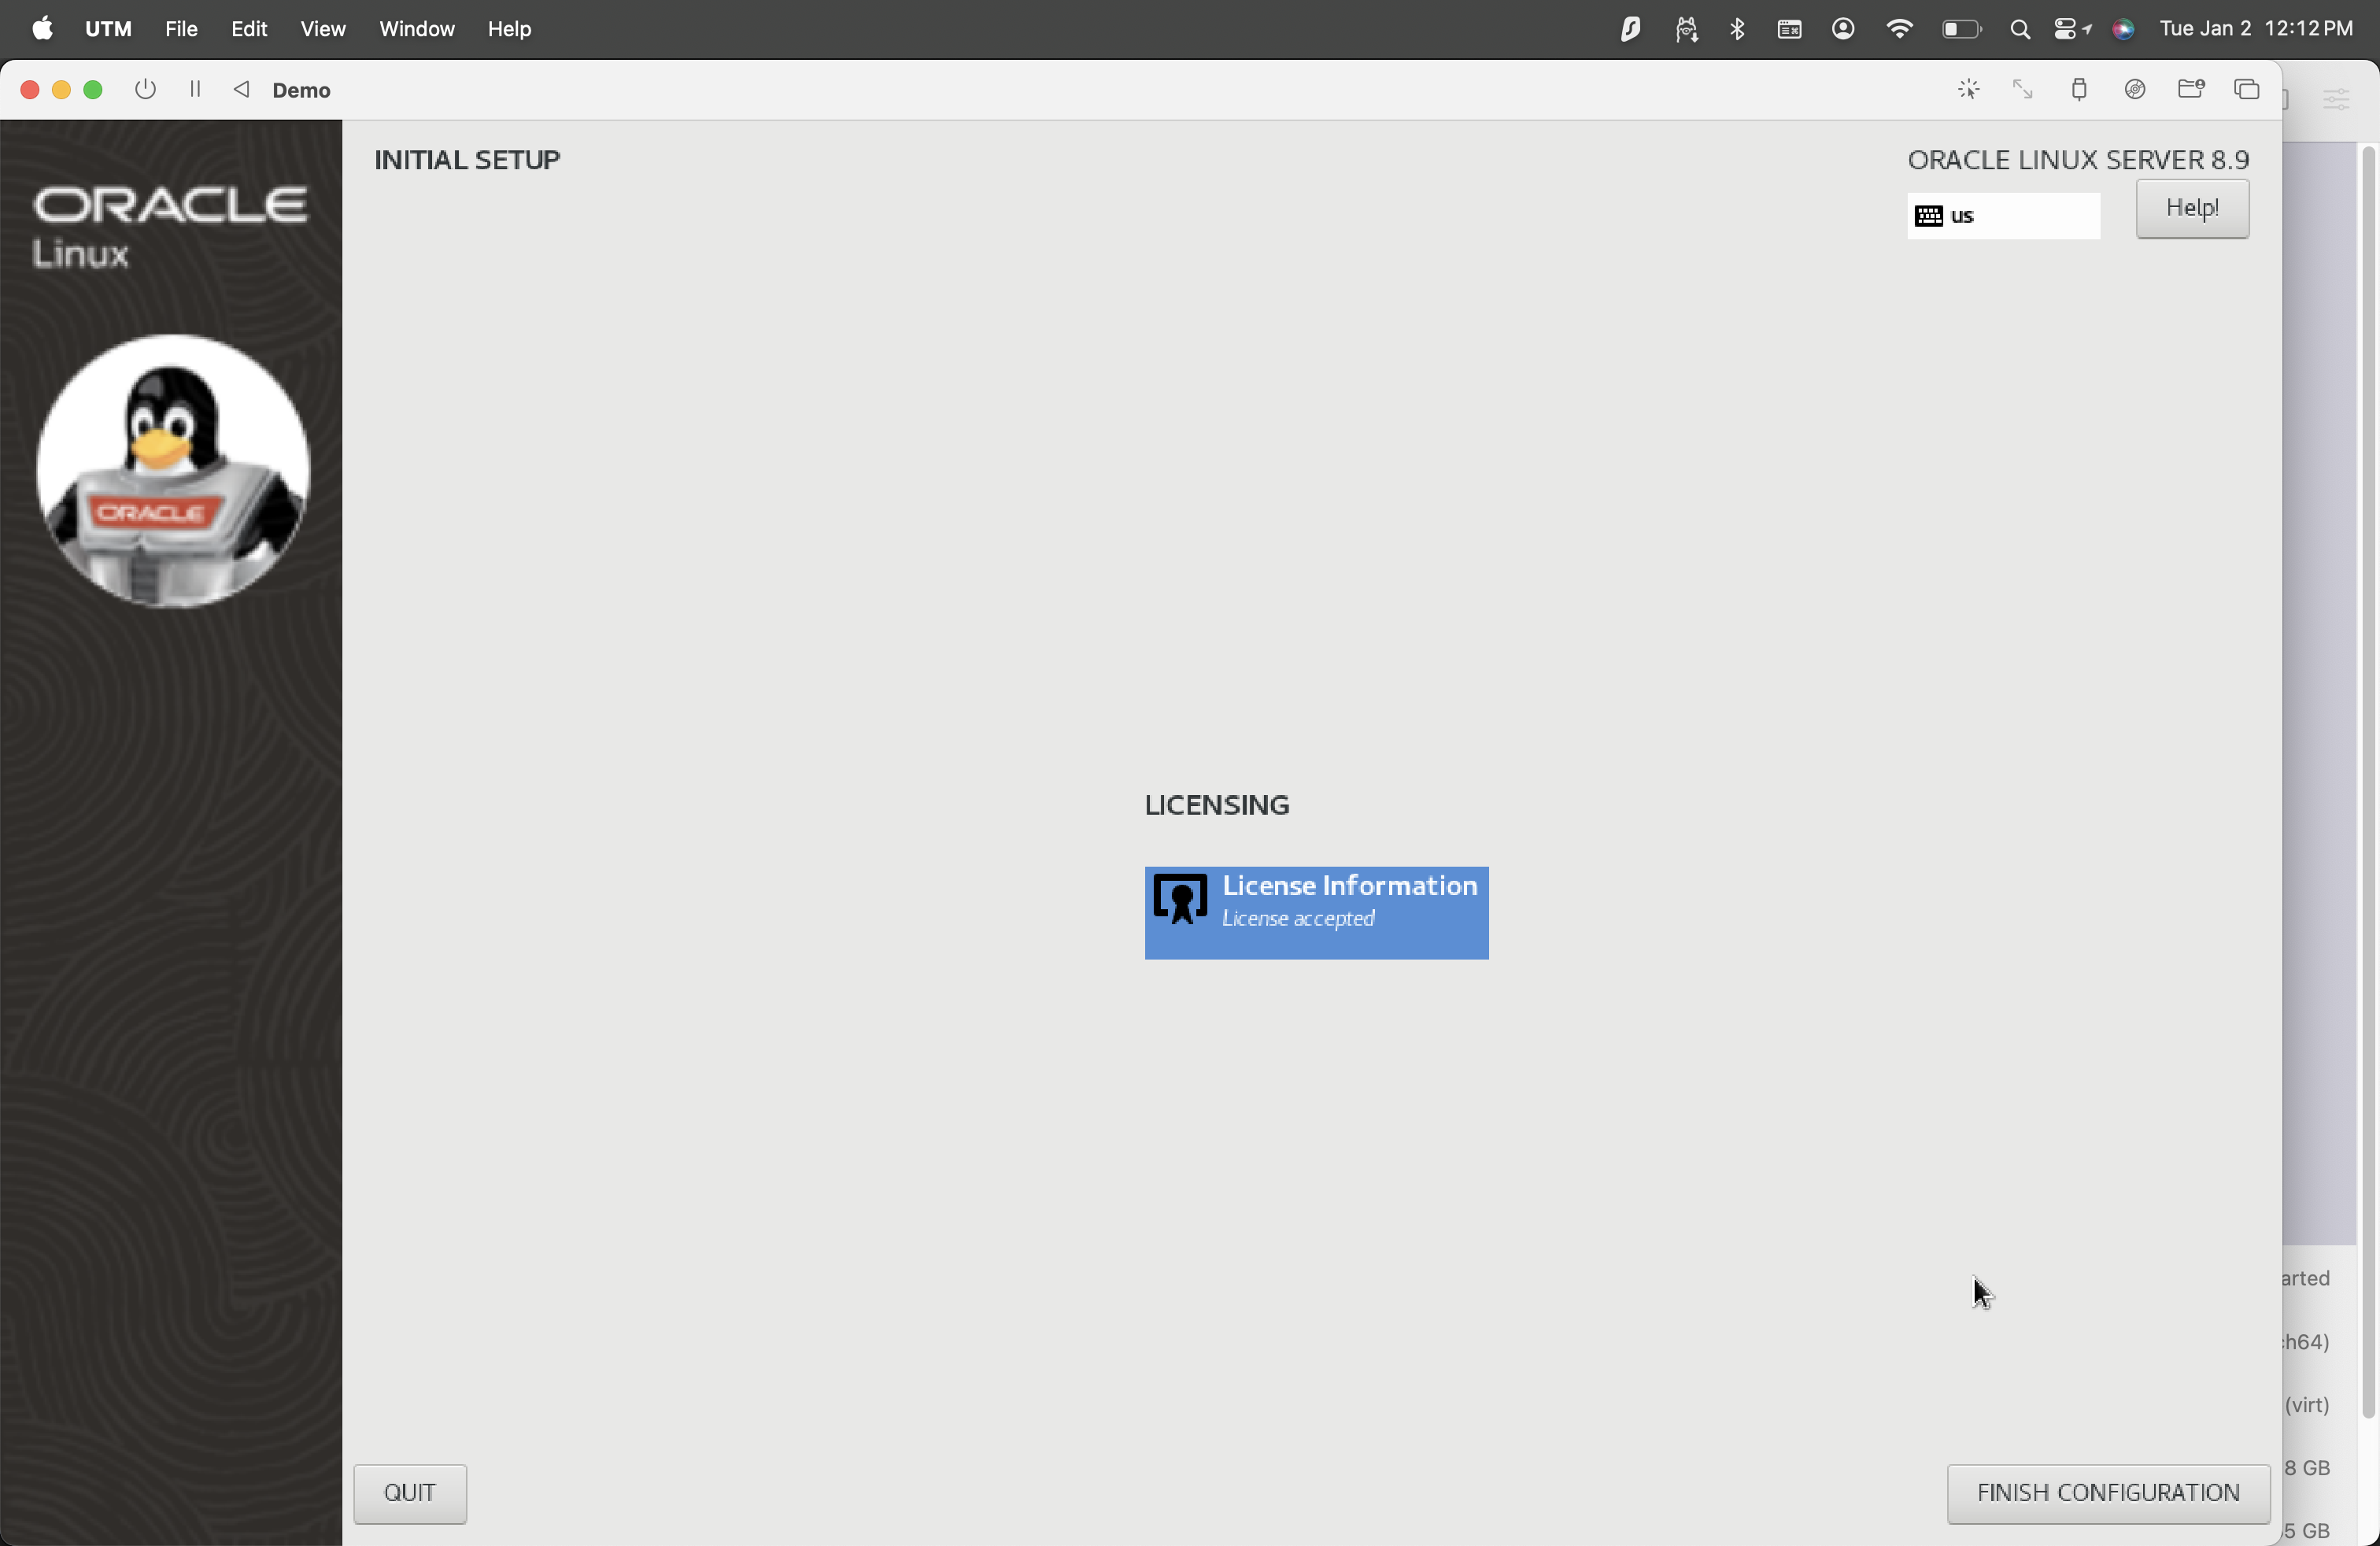 UTM File Edit View Window Help Tue Jan 2 12:12 PM
Demo
INITIAL SETUP
ORACLE LINUX SERVER 8.9
us
Help!
ORACLE
Linux
ORACLE
LICENSING
License Information
License accepted
arted
ch64)
(virt)
8 GB
5 GB
QUIT
FINISH CONFIGURATION